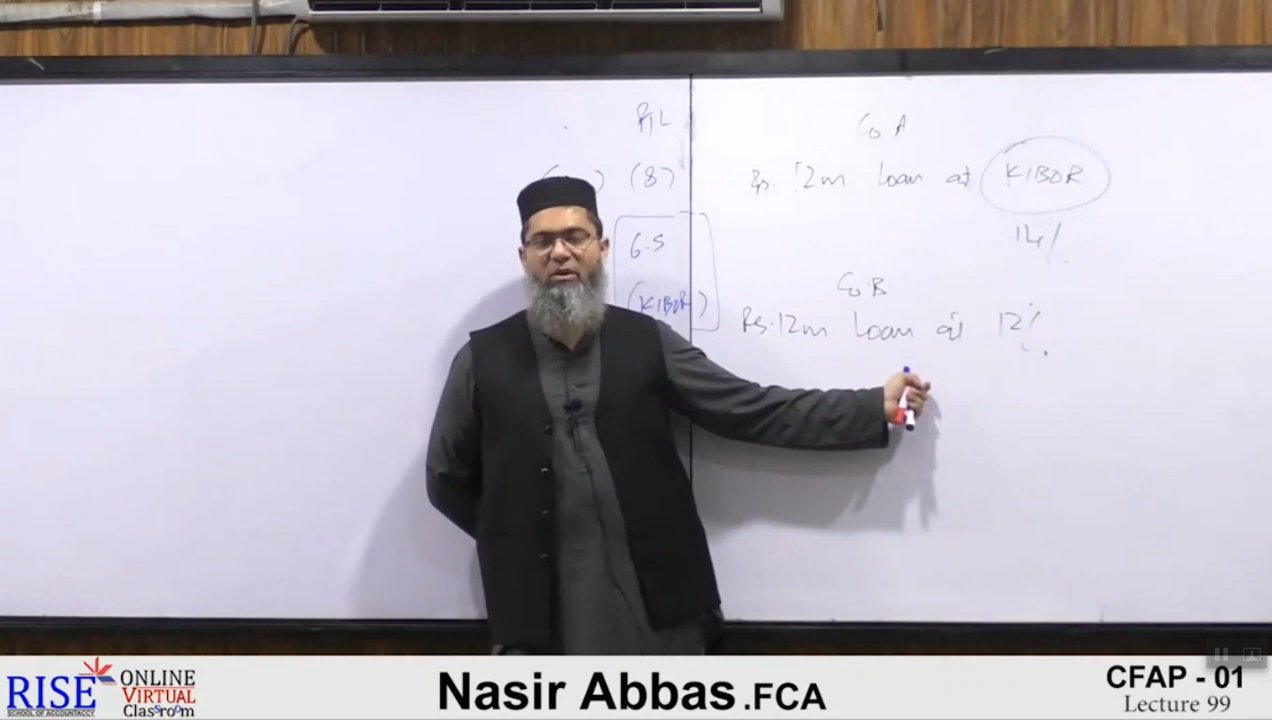 P/L
(8)
6.5
(KIBOR)
Co A
Rs. 12m loan at KIBOR
14%
Co. B
Rs. 12m loan at 12%.
RISE
SCHOOL OF ACCOUNTANCY
ONLINE
VIRTUAL
Classroom
Nasir Abbas.FCA
CFAP - 01
Lecture 99